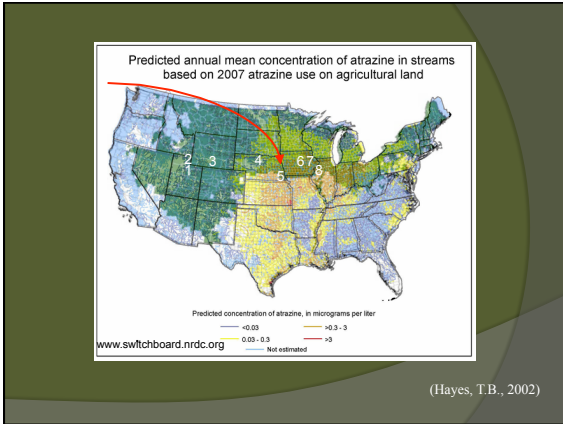 Predicted annual mean concentration of atrazine in streams
based on 2007 atrazine use on agricultural land
2
1
3
4
5
6 7
8
Predicted concentration of atrazine, in micrograms per liter
<0.03
>0.3 - 3
0.03 - 0.3
>3
Not estimated
www.switchboard.nrdc.org
(Hayes, T.B., 2002)